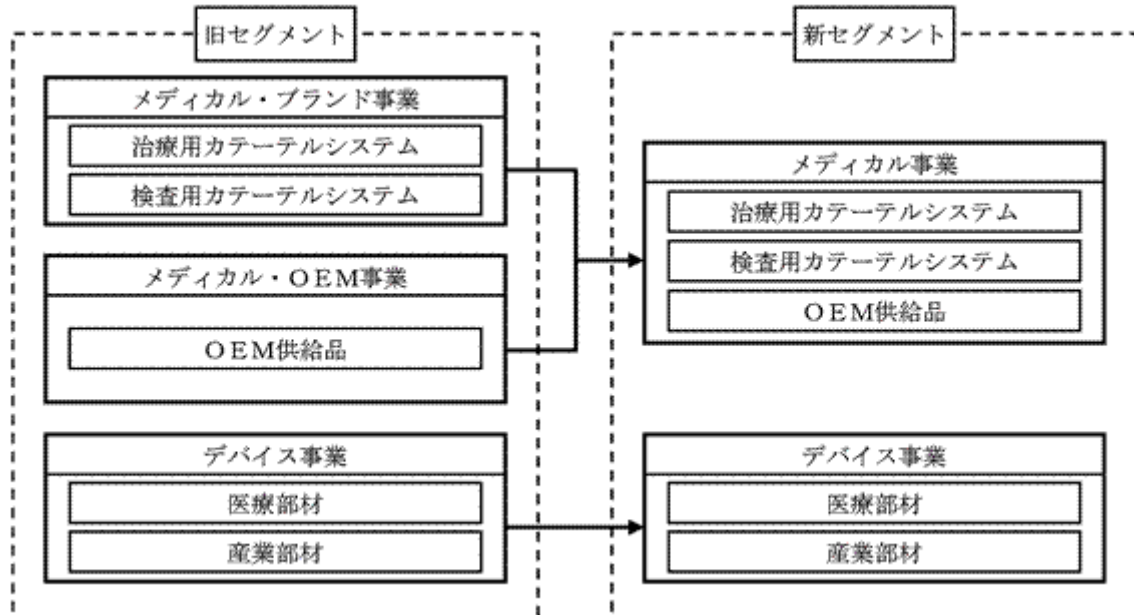 旧セグメント
メディカル・ブランド事業
治療用カテーテルシステム
検査用カテーテルシステム
メディカル・ＯＥＭ事業
ＯＥＭ供給品
デバイス事業
医療部材
産業部材
新セグメント
メディカル事業
治療用カテーテルシステム
検査用カテーテルシステム
ＯＥＭ供給品
デバイス事業
医療部材
産業部材